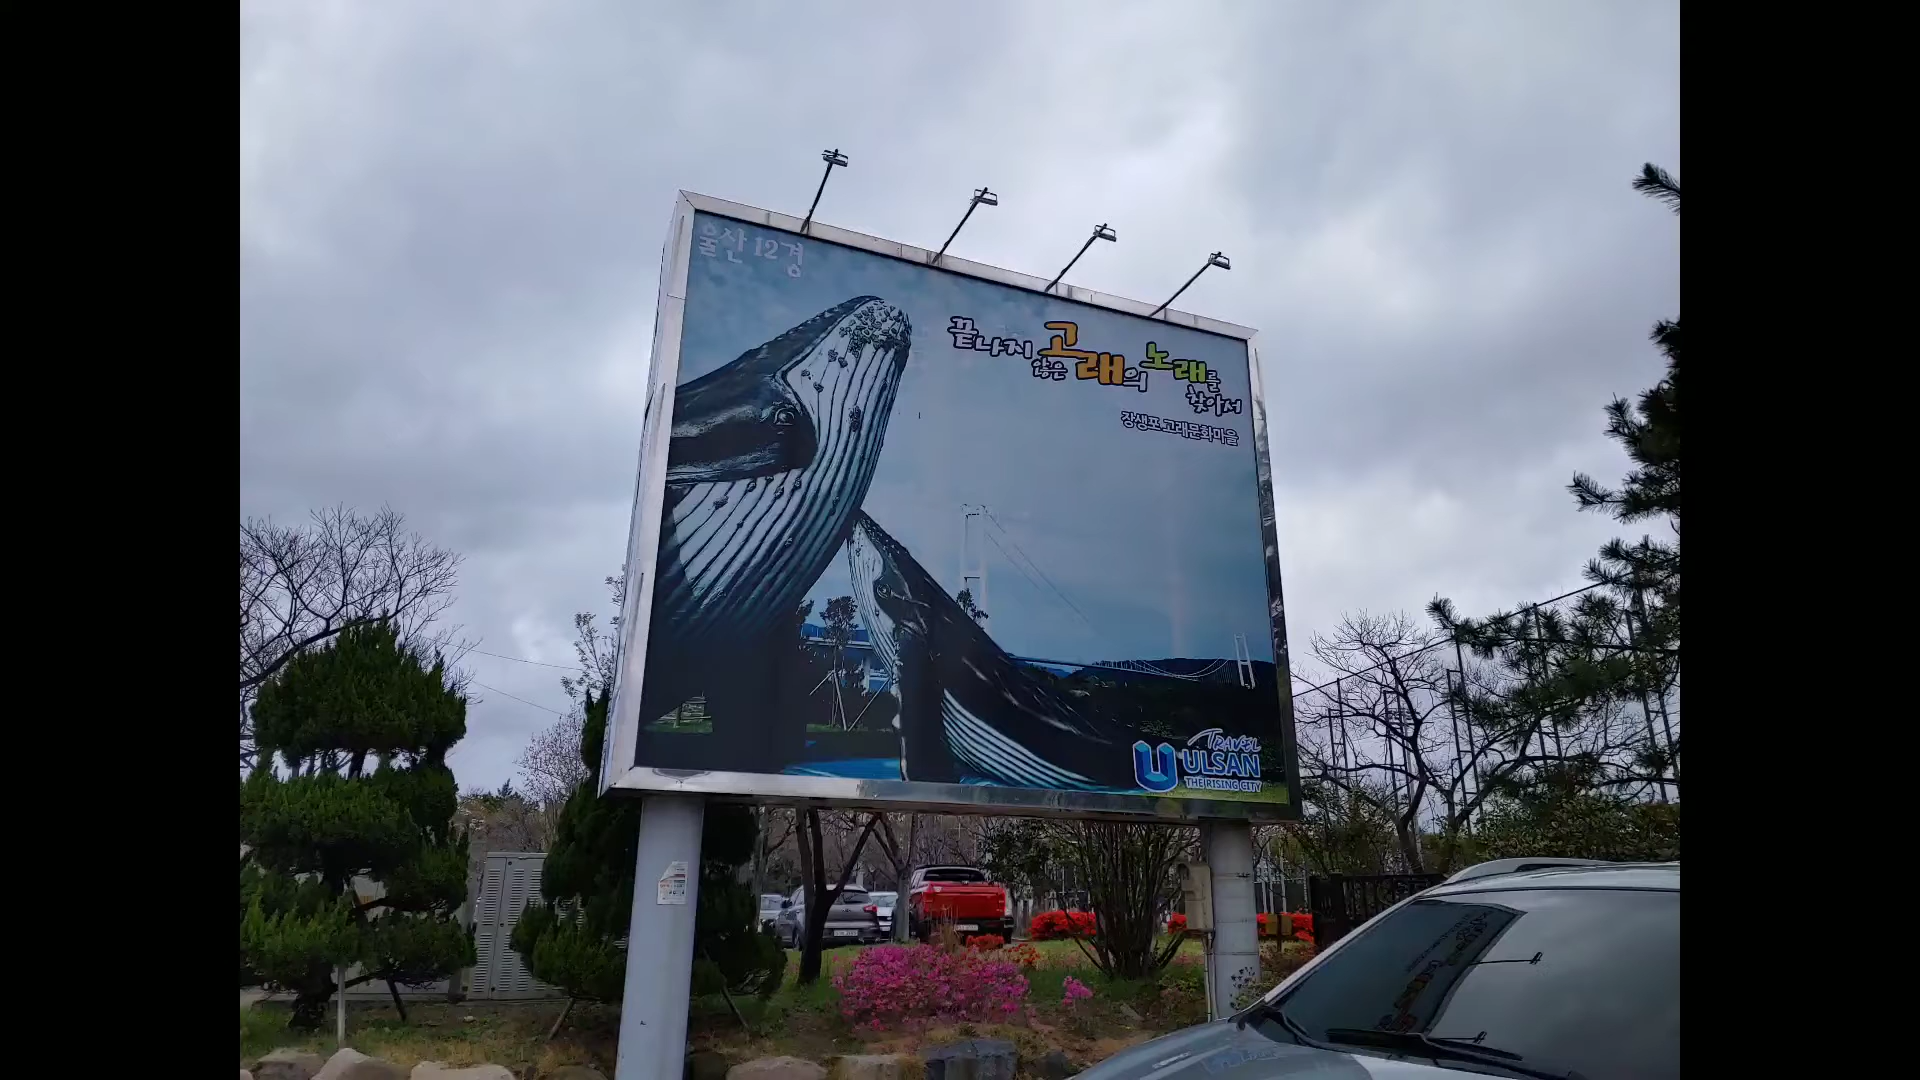 울산 12경
끝나지 않은 고래의 노래를 찾아서
장생포 고래문화마을
TRAVEL
ULSAN
THE RISING CITY